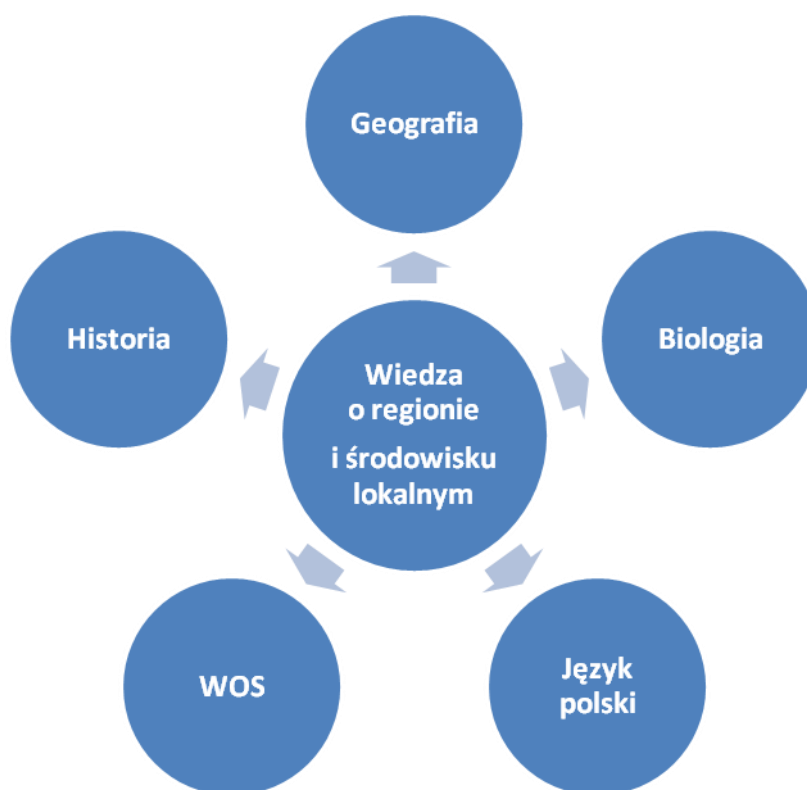 Geografia
Historia
Biologia
Wiedza
o regionie
i środowisku
lokalnym
WOS
Język
polski